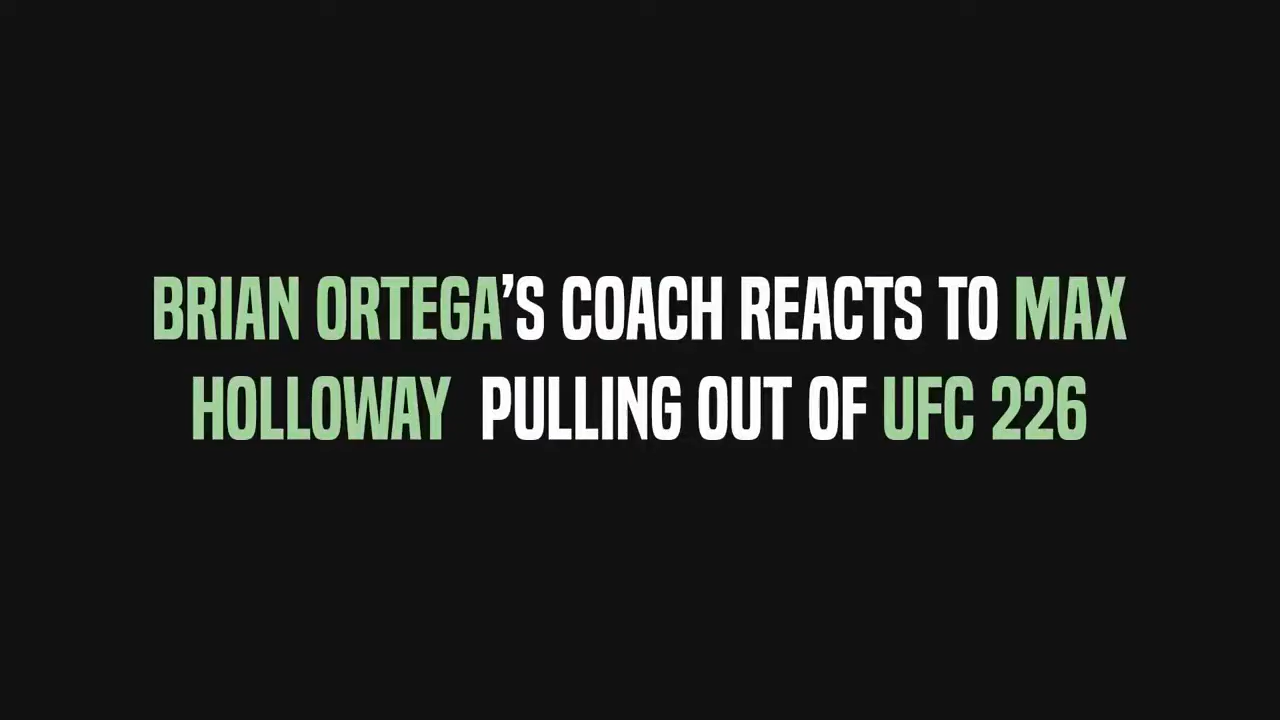 BRIAN ORTEGA’S COACH REACTS TO MAX
HOLLOWAY  PULLING OUT OF UFC 226